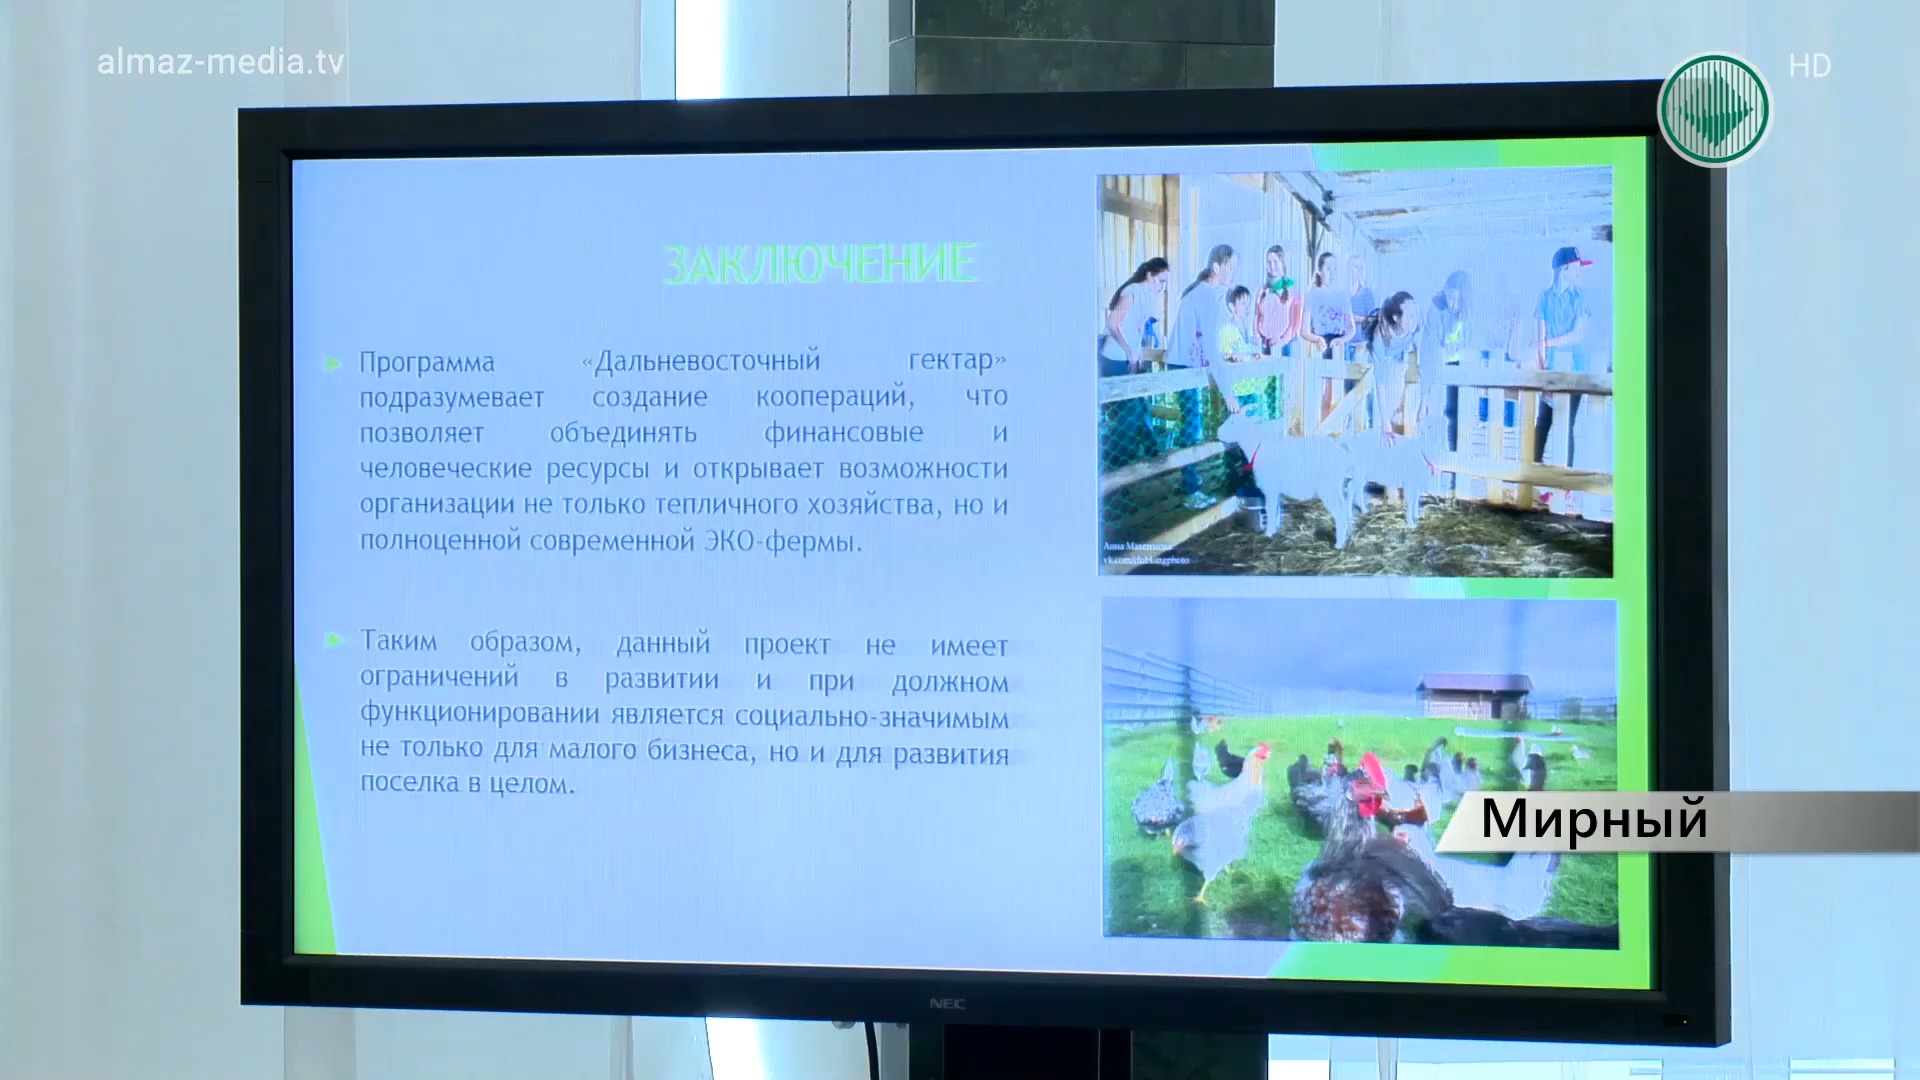 almaz-media.tv
HD
ЗАКЛЮЧЕНИЕ
Программа «Дальневосточный гектар»
подразумевает создание коопераций, что
позволяет объединять финансовые и
человеческие ресурсы и открывает возможности
организации не только тепличного хозяйства, но и
полноценной современной ЭКО-фермы.
Таким образом, данный проект не имеет
ограничений в развитии и при должном
функционировании является социально-значимым
не только для малого бизнеса, но и для развития
поселка в целом.
Анна
Мирный
NEC